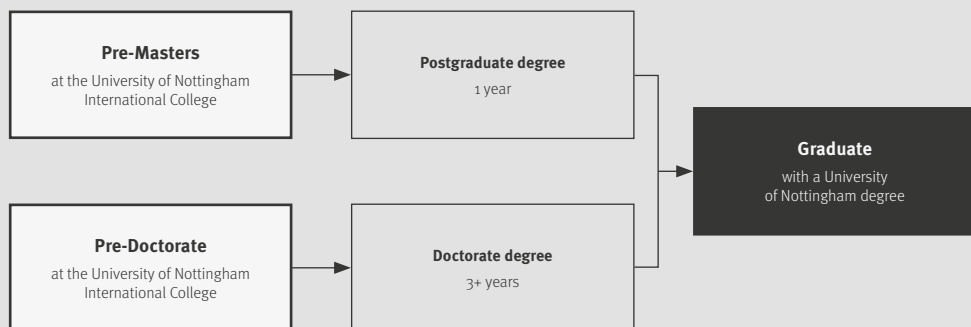 Pre-Masters
at the University of Nottingham
International College
Postgraduate degree
1 year
Graduate
with a University
of Nottingham degree
Pre-Doctorate
at the University of Nottingham
International College
Doctorate degree
3+ years